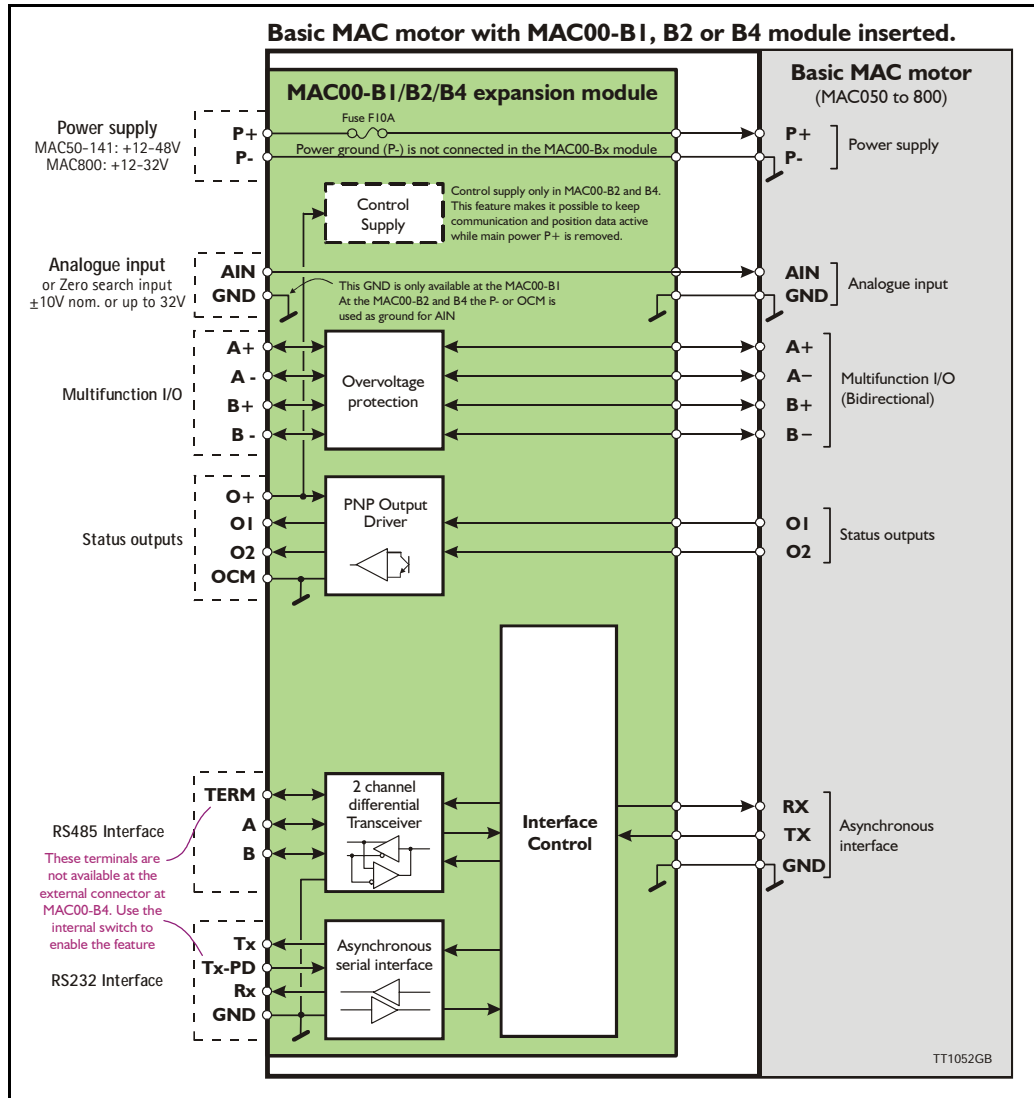 Basic MAC motor with MAC00-B1, B2 or B4 module inserted.
MAC00-B1/B2/B4 expansion module
Basic MAC motor
(MAC050 to 800)
Power supply
MAC50-141: +12-48V
MAC800: +12-32V
P+
P-
Fuse F10A
Power ground (P-) is not connected in the MAC00-Bx module
P+
P-
Power supply
Control
Supply
Control supply only in MAC00-B2 and B4.
This feature makes it possible to keep
communication and position data active
while main power P+ is removed.
Analogue input
or Zero search input
±10V nom. or up to 32V
AIN
GND
This GND is only available at the MAC00-B1
At the MAC00-B2 and B4 the P- or OCM is
used as ground for AIN
AIN
GND
Analogue input
Multifunction I/O
A+
A -
B+
B -
Overvoltage
protection
A+
A−
B+
B−
Multifunction I/O
(Bidirectional)
Status outputs
O+
O1
O2
OCM
PNP Output
Driver
O1
O2
Status outputs
RS485 Interface
TERM
A
B
2 channel
differential
Transceiver
Interface
Control
RX
TX
GND
Asynchronous
interface
These terminals are
not available at the
external connector at
MAC00-B4. Use the
internal switch to
enable the feature
RS232 Interface
Tx
Tx-PD
Rx
GND
Asynchronous
serial interface
TT1052GB